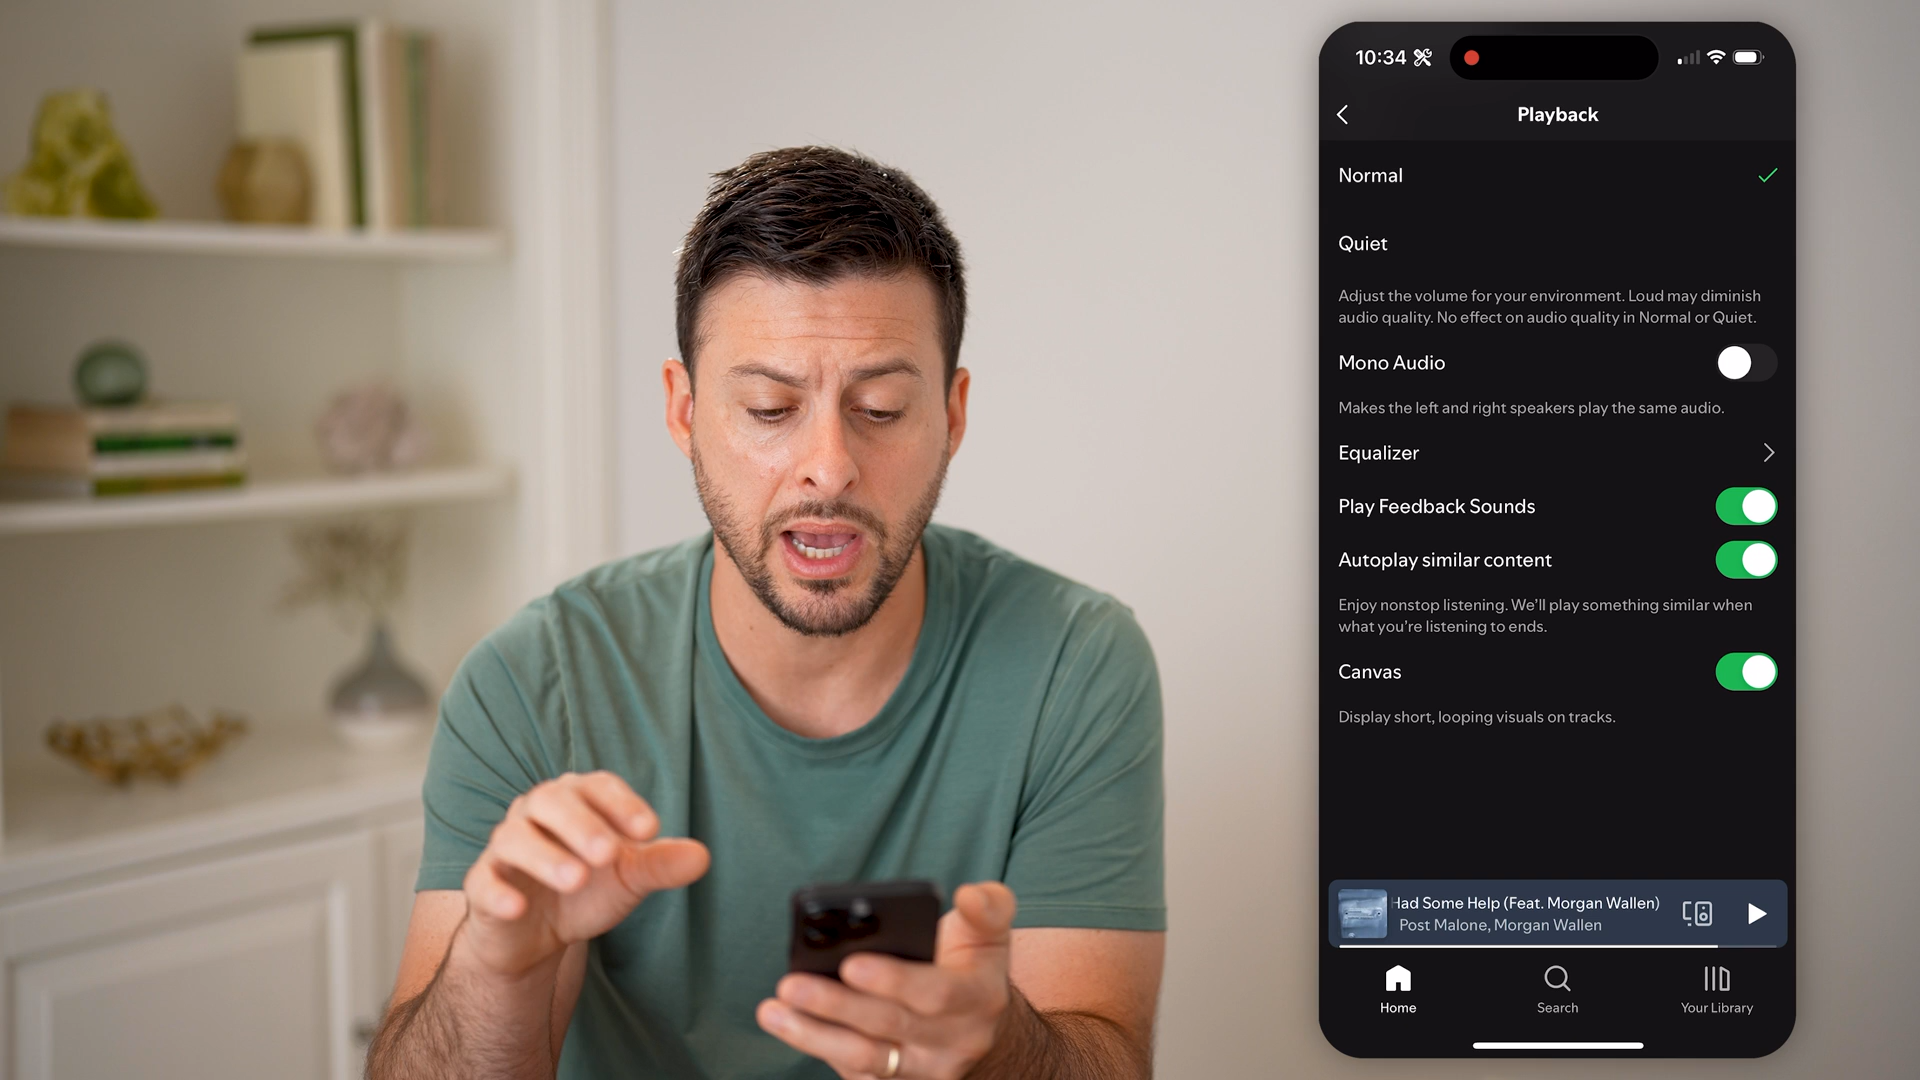 10:34
Playback
Normal
Quiet
Adjust the volume for your environment. Loud may diminish
audio quality. No effect on audio quality in Normal or Quiet.
Mono Audio
Makes the left and right speakers play the same audio.
Equalizer
Play Feedback Sounds
Autoplay similar content
Enjoy nonstop listening. We'll play something similar when
what you're listening to ends.
Canvas
Display short, looping visuals on tracks.
Had Some Help (Feat. Morgan Wallen)
Post Malone, Morgan Wallen
Home
Search
Your Library